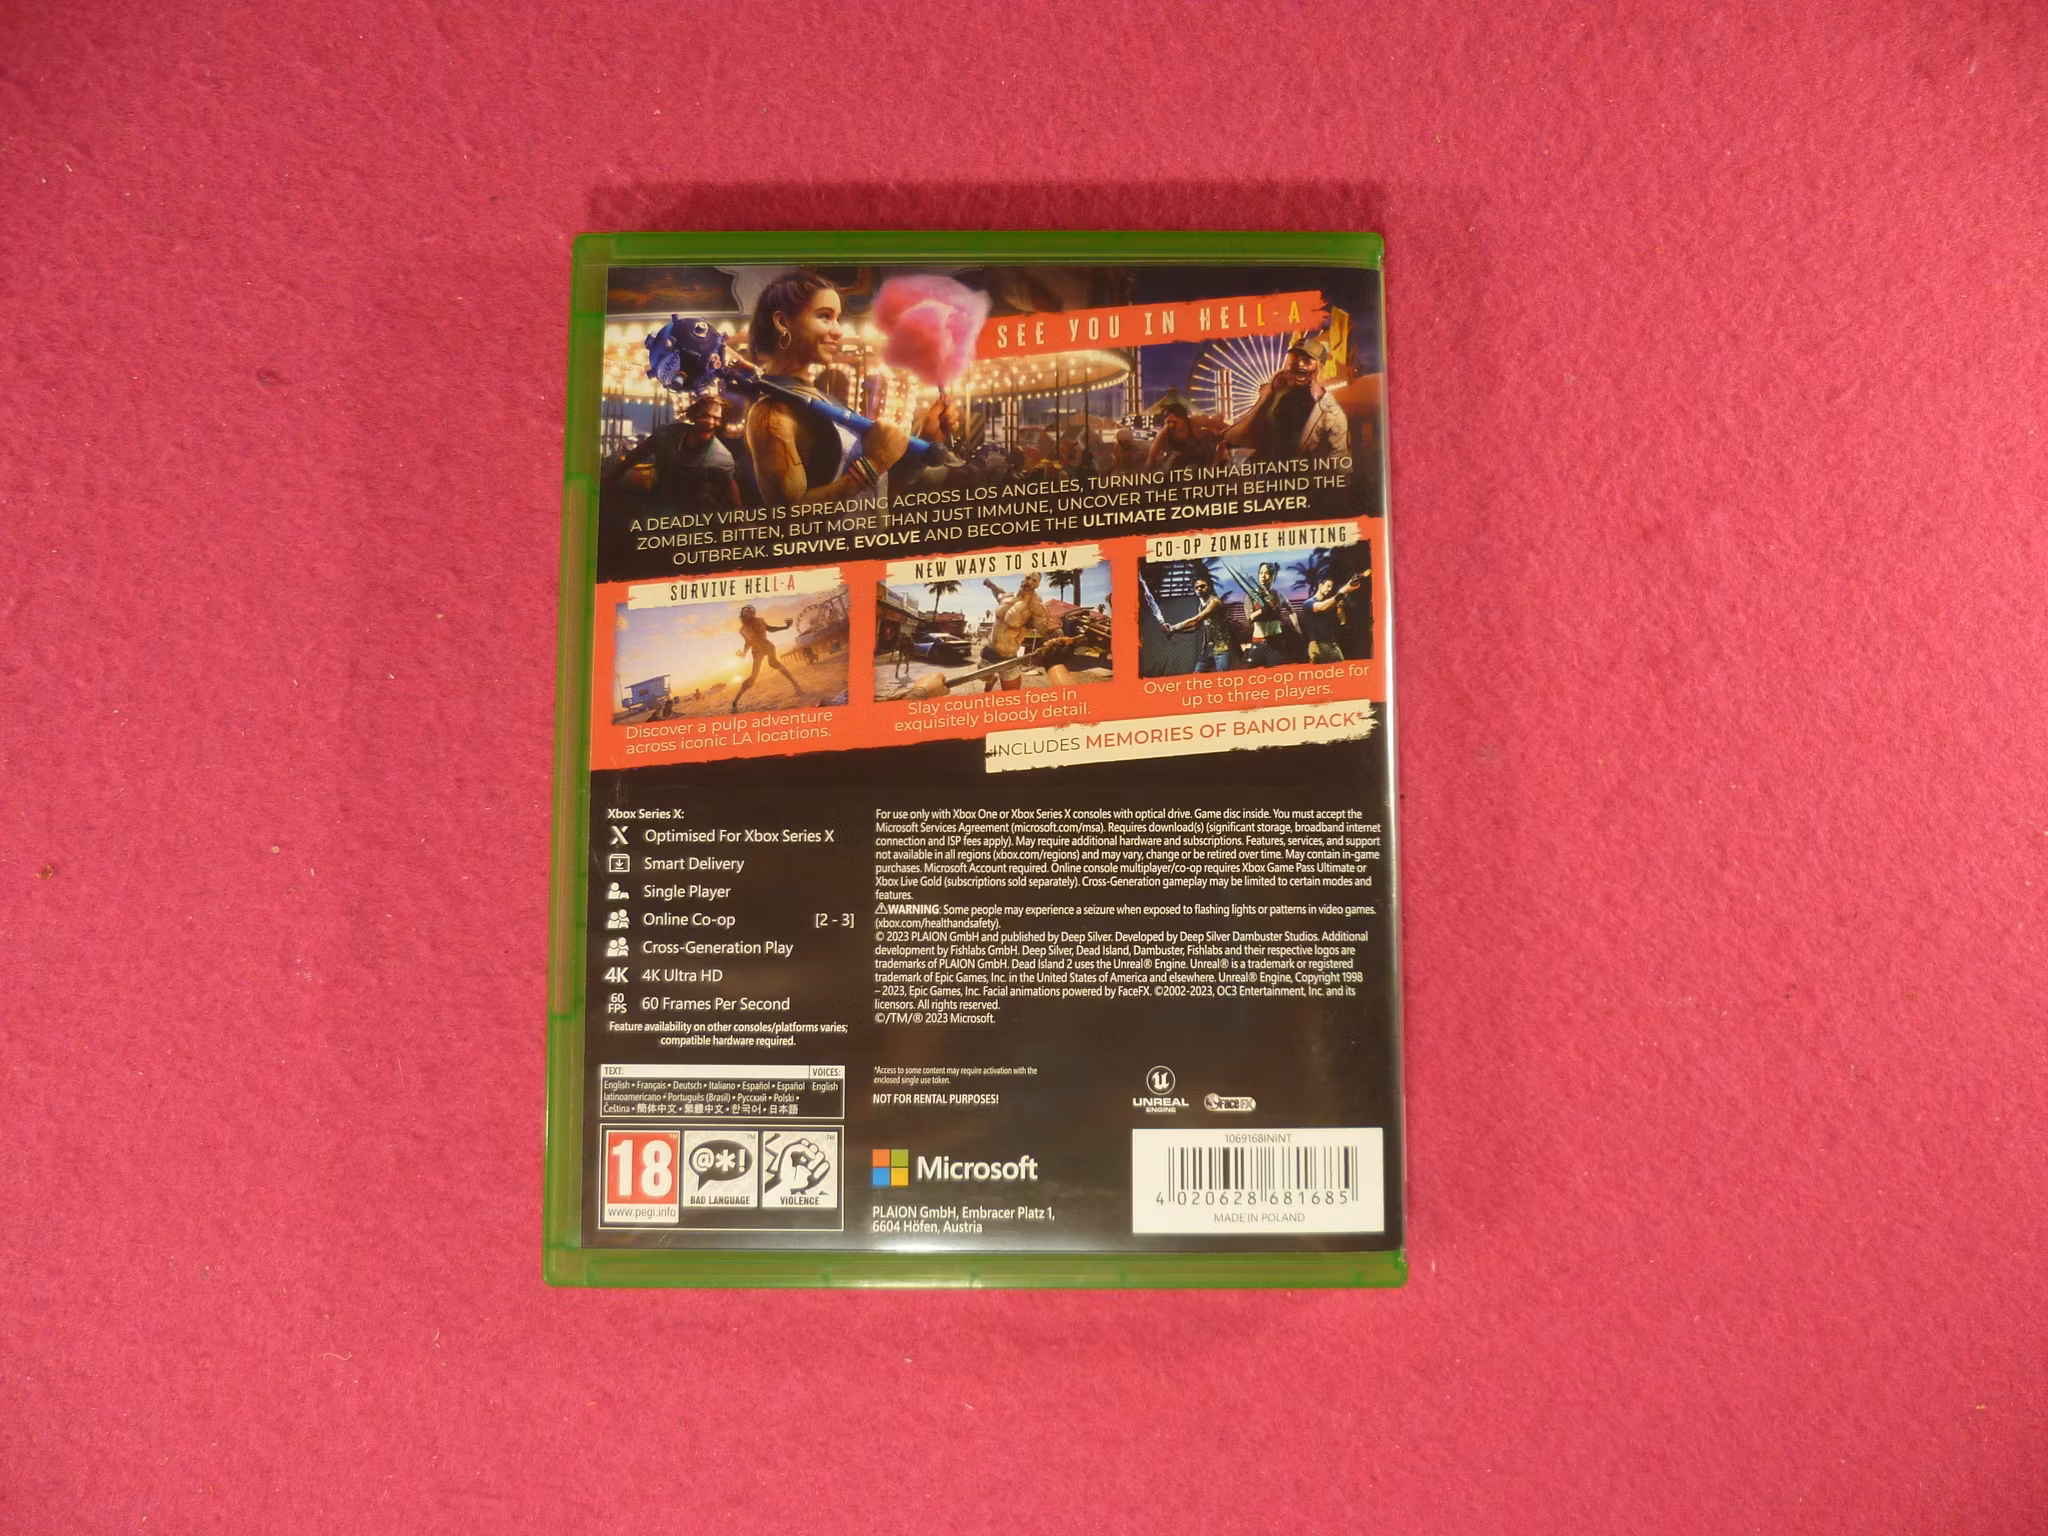 SEE YOU IN HELL-A
A DEADLY VIRUS IS SPREADING ACROSS LOS ANGELES, TURNING ITS INHABITANTS INTO
ZOMBIES. BITTEN, BUT MORE THAN JUST IMMUNE, UNCOVER THE TRUTH BEHIND THE
OUTBREAK. SURVIVE, EVOLVE AND BECOME THE ULTIMATE ZOMBIE SLAYER.
SURVIVE HELL-A
Discover a pulp adventure
across iconic LA locations.
NEW WAYS TO SLAY
Slay countless foes in
exquisitely bloody detail.
CO-OP ZOMBIE HUNTING
Over the top co-op mode for
up to three players.
INCLUDES MEMORIES OF BANOI PACK*
Xbox Series X:
X Optimised For Xbox Series X
Smart Delivery
Single Player
Online Co-op [2 - 3]
Cross-Generation Play
4K 4K Ultra HD
60
FPS 60 Frames Per Second
Feature availability on other consoles/platforms varies;
compatible hardware required.
For use only with Xbox One or Xbox Series X consoles with optical drive. Game disc inside. You must accept the
Microsoft Services Agreement (microsoft.com/msa). Requires download(s) (significant storage, broadband internet
connection and ISP fees apply). May require additional hardware and subscriptions. Features, services, and support
not available in all regions (xbox.com/regions) and may vary, change or be retired over time. May contain in-game
purchases. Microsoft Account required. Online console multiplayer/co-op requires Xbox Game Pass Ultimate or
Xbox Live Gold (subscriptions sold separately). Cross-Generation gameplay may be limited to certain modes and
features.
⚠WARNING: Some people may experience a seizure when exposed to flashing lights or patterns in video games.
(xbox.com/healthandsafety).
© 2023 PLAION GmbH and published by Deep Silver. Developed by Deep Silver Dambuster Studios. Additional
development by Fishlabs GmbH. Deep Silver, Dead Island, Dambuster, Fishlabs and their respective logos are
trademarks of PLAION GmbH. Dead Island 2 uses the Unreal® Engine. Unreal® is a trademark or registered
trademark of Epic Games, Inc. in the United States of America and elsewhere. Unreal® Engine, Copyright 1998
– 2023, Epic Games, Inc. Facial animations powered by FaceFX. ©2002-2023, OC3 Entertainment, Inc. and its
licensors. All rights reserved.
©/TM/® 2023 Microsoft.
TEXT: VOICES:
English • Français • Deutsch • Italiano • Español • Español English
latinoamericano • Português (Brasil) • Русский • Polski •
Čeština • 简体中文 • 繁體中文 • 한국어 • 日本語
*Access to some content may require activation with the
enclosed single use token.
NOT FOR RENTAL PURPOSES!
UNREAL
ENGINE
FaceFX
18
www.pegi.info
@*!
BAD LANGUAGE
VIOLENCE
Microsoft
PLAION GmbH, Embracer Platz 1,
6604 Höfen, Austria
1069168ININT
4 020628 681685
MADE IN POLAND